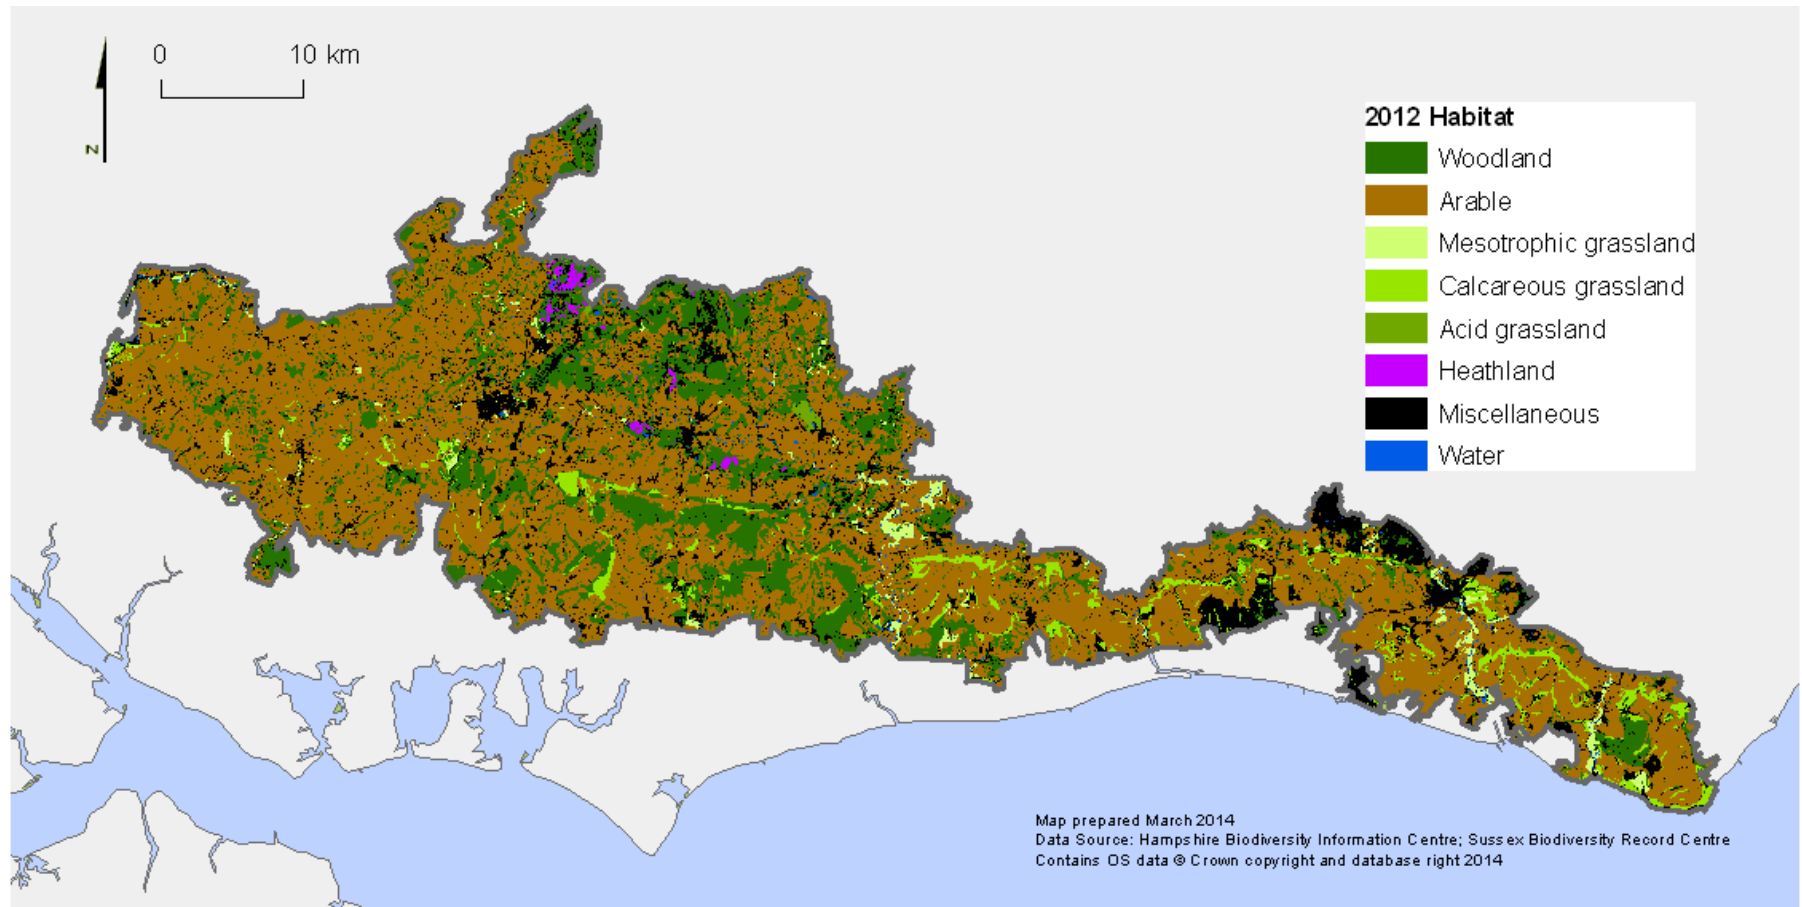 0 10 km
N
2012 Habitat
Woodland
Arable
Mesotrophic grassland
Calcareous grassland
Acid grassland
Heathland
Miscellaneous
Water
Map prepared March 2014
Data Source: Hampshire Biodiversity Information Centre; Sussex Biodiversity Record Centre
Contains OS data © Crown copyright and database right 2014